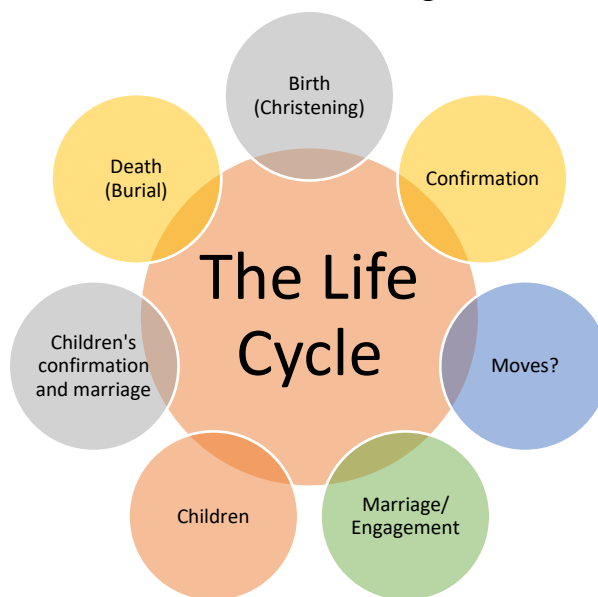 Birth
(Christening)
Confirmation
Moves?
Marriage/
Engagement
Children
Children's
confirmation
and marriage
Death
(Burial)
The Life
Cycle